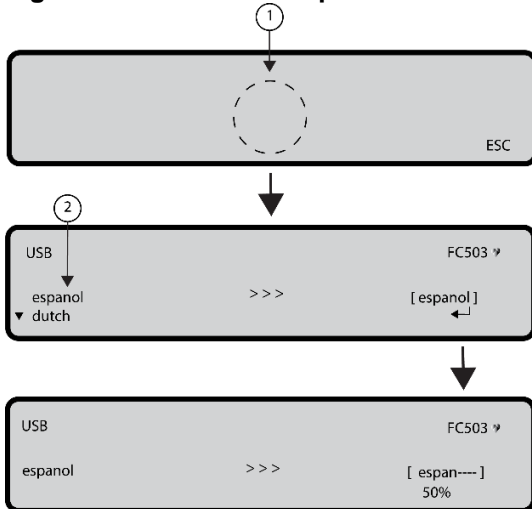 1
ESC
2
USB FC503
espanol >>> [ espanol ]
▼ dutch ↵
USB FC503
espanol >>> [ espan---- ]
50%